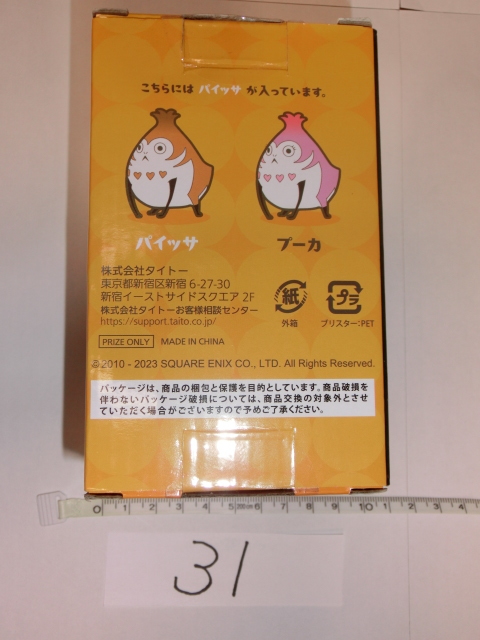 こちらには パイッサ が入っています。
パイッサ
プーカ
株式会社タイトー
東京都新宿区新宿 6-27-30
新宿イーストサイドスクエア 2F
株式会社タイトーお客様相談センター
https://support.taito.co.jp/
紙
外箱
プラ
ブリスター:PET
PRIZE ONLY
MADE IN CHINA
©2010 - 2023 SQUARE ENIX CO., LTD. All Rights Reserved.
パッケージは、商品の梱包と保護を目的としています。商品破損を
伴わないパッケージ破損については、商品交換の対象外とさせ
ていただく場合がございますので予めご了承ください。
0 1 2 3 4 5 6 7 8 9 10 1 2 3 4
31